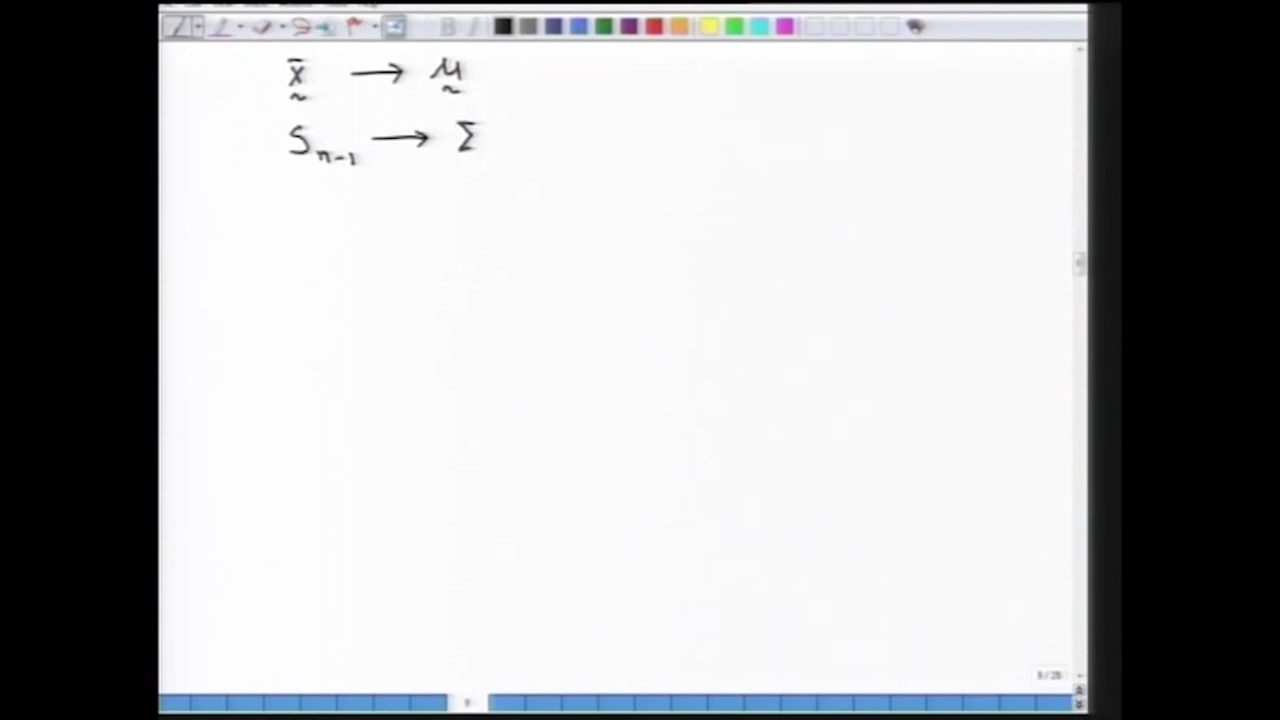 x̄ → μ
S_{n-1} → Σ